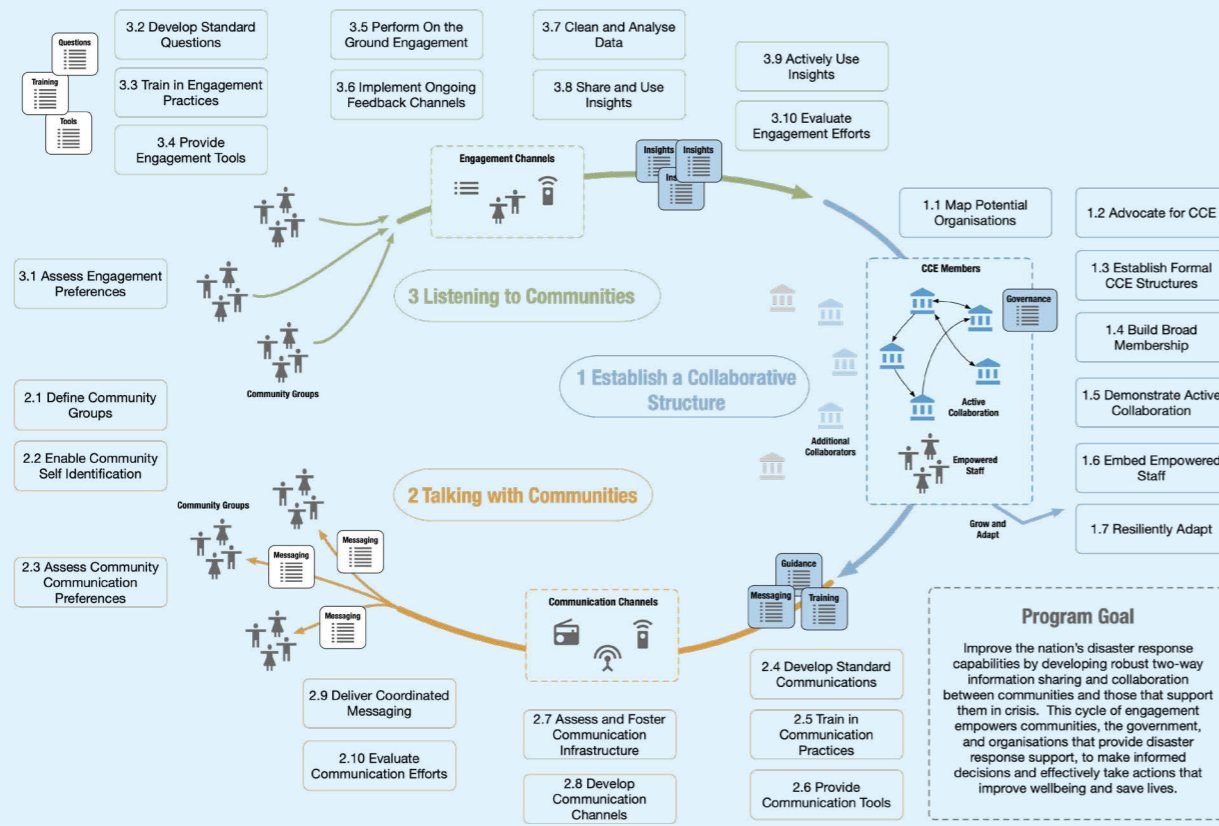 3.2 Develop Standard
Questions
3.5 Perform On the
Ground Engagement
3.7 Clean and Analyse
Data
3.9 Actively Use
Insights
Questions
Training
Tools
3.3 Train in Engagement
Practices
3.6 Implement Ongoing
Feedback Channels
3.8 Share and Use
Insights
3.10 Evaluate
Engagement Efforts
3.4 Provide
Engagement Tools
Engagement Channels
Insights
Insights
1.1 Map Potential
Organisations
1.2 Advocate for CCE
3.1 Assess Engagement
Preferences
3 Listening to Communities
CCE Members
Governance
1.3 Establish Formal
CCE Structures
1.4 Build Broad
Membership
Community Groups
1 Establish a Collaborative
Structure
Active
Collaboration
1.5 Demonstrate Active
Collaboration
2.1 Define Community
Groups
2.2 Enable Community
Self Identification
Additional
Collaborators
Empowered
Staff
1.6 Embed Empowered
Staff
2 Talking with Communities
Community Groups
Grow and
Adapt
1.7 Resiliently Adapt
2.3 Assess Community
Communication
Preferences
Messaging
Messaging
Messaging
Communication Channels
Guidance
Messaging
Training
2.9 Deliver Coordinated
Messaging
2.10 Evaluate
Communication Efforts
2.7 Assess and Foster
Communication
Infrastructure
2.8 Develop
Communication
Channels
2.4 Develop Standard
Communications
2.5 Train in
Communication
Practices
2.6 Provide
Communication Tools
Program Goal
Improve the nation's disaster response
capabilities by developing robust two-way
information sharing and collaboration
between communities and those that support
them in crisis. This cycle of engagement
empowers communities, the government,
and organisations that provide disaster
response support, to make informed
decisions and effectively take actions that
improve wellbeing and save lives.